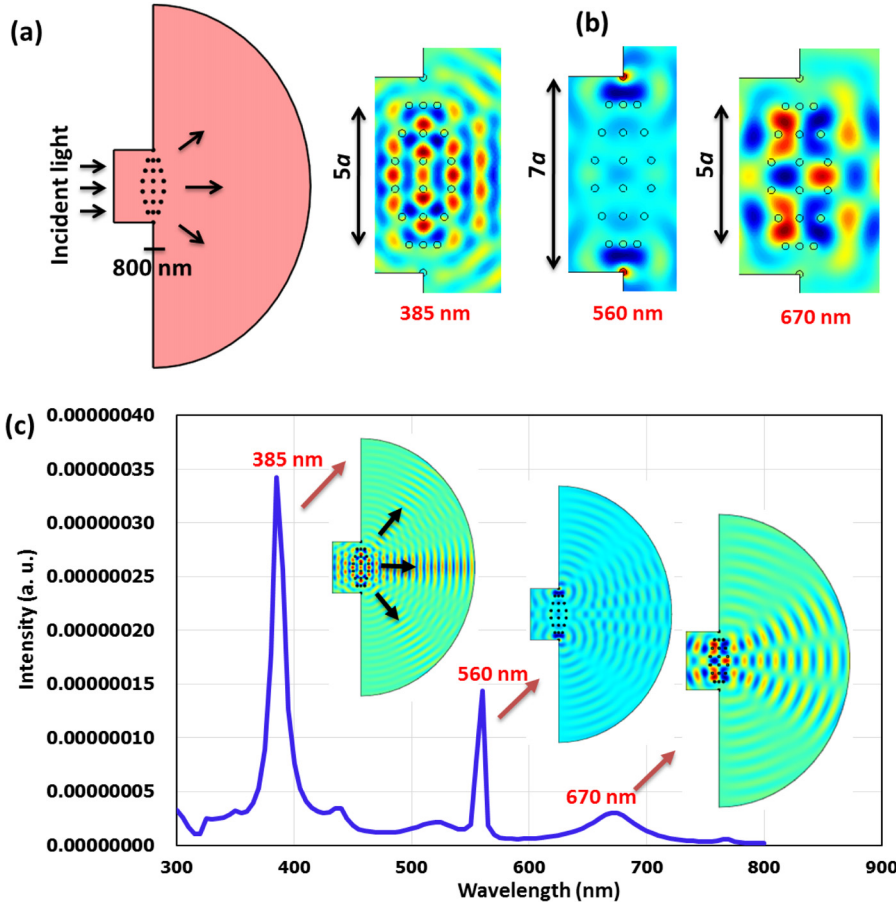 (a)
(b)
Incident light
800 nm
5a
7a
5a
385 nm
560 nm
670 nm
(c)
0.00000040
0.00000035
0.00000030
0.00000025
0.00000020
0.00000015
0.00000010
0.00000005
0.00000000
Intensity (a. u.)
385 nm
560 nm
670 nm
300 400 500 600 700 800 900
Wavelength (nm)